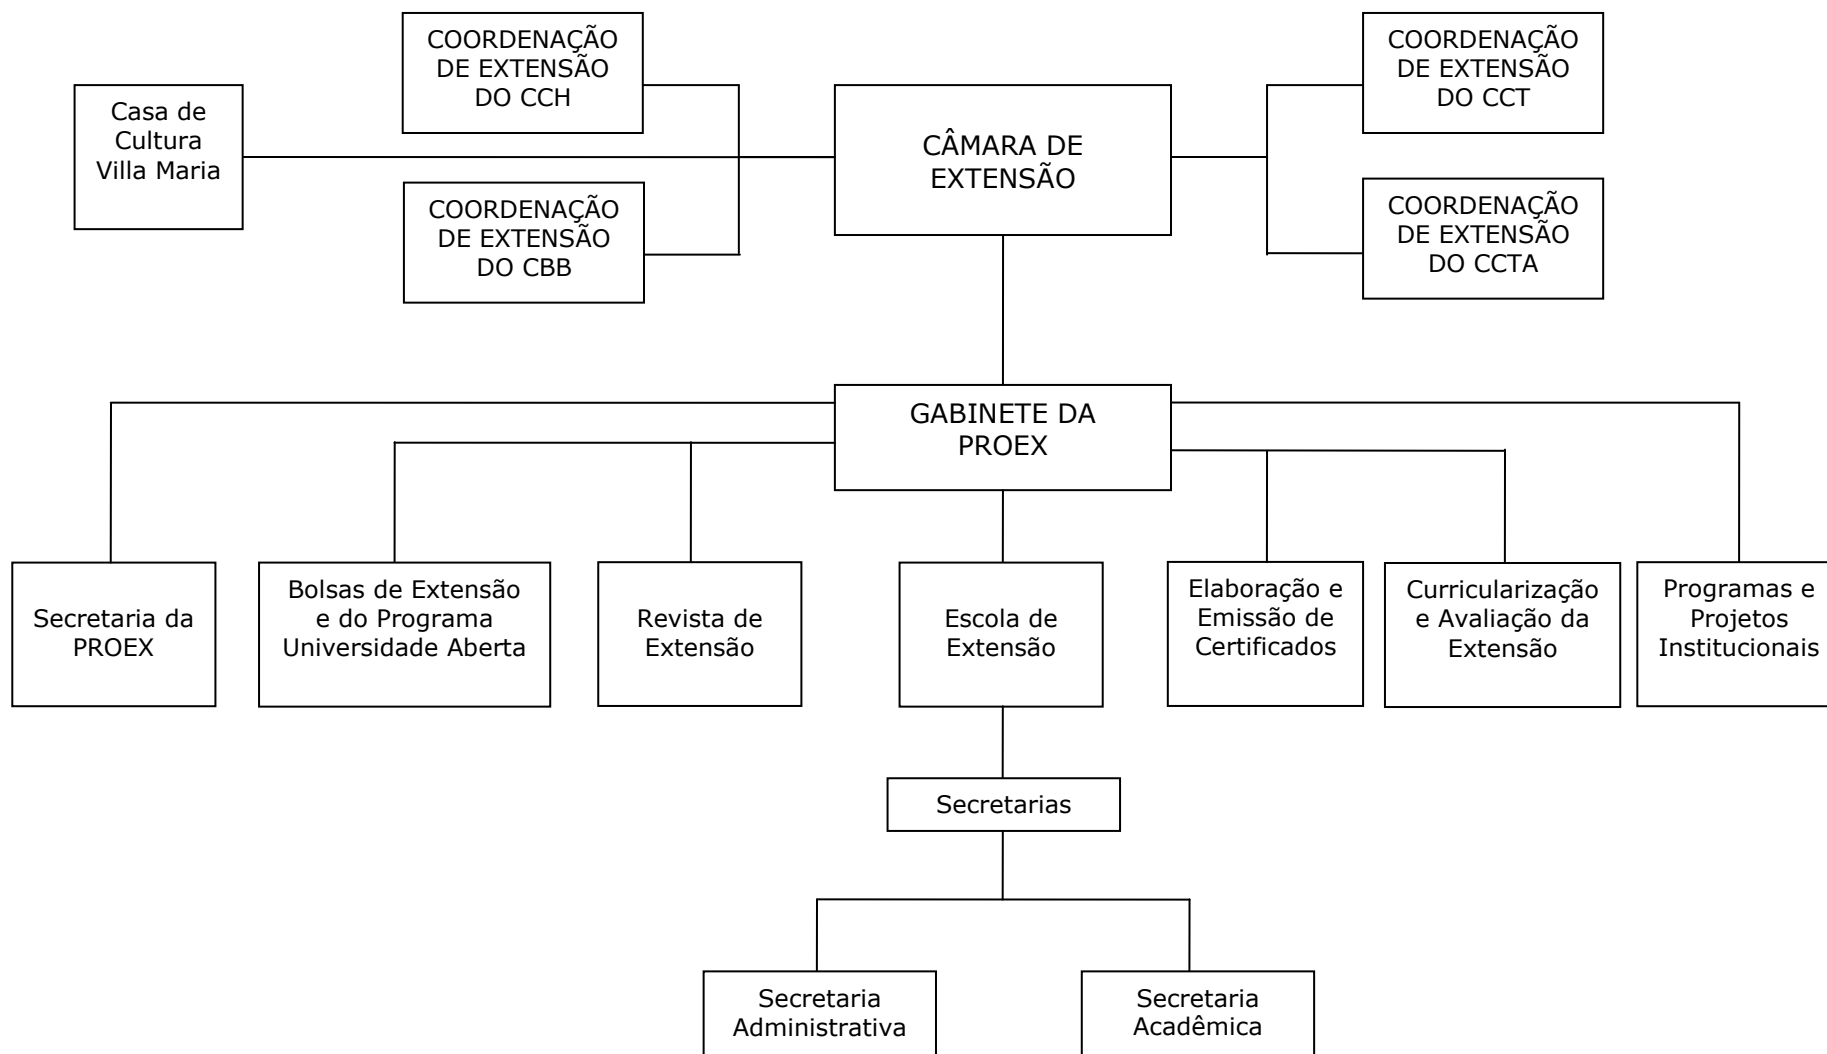 COORDENAÇÃO
DE EXTENSÃO
DO CCH
COORDENAÇÃO
DE EXTENSÃO
DO CCT
Casa de
Cultura
Villa Maria
CÂMARA DE
EXTENSÃO
COORDENAÇÃO
DE EXTENSÃO
DO CBB
COORDENAÇÃO
DE EXTENSÃO
DO CCTA
GABINETE DA
PROEX
Secretaria da
PROEX
Bolsas de Extensão
e do Programa
Universidade Aberta
Revista de
Extensão
Escola de
Extensão
Elaboração e
Emissão de
Certificados
Curricularização
e Avaliação da
Extensão
Programas e
Projetos
Institucionais
Secretarias
Secretaria
Administrativa
Secretaria
Acadêmica